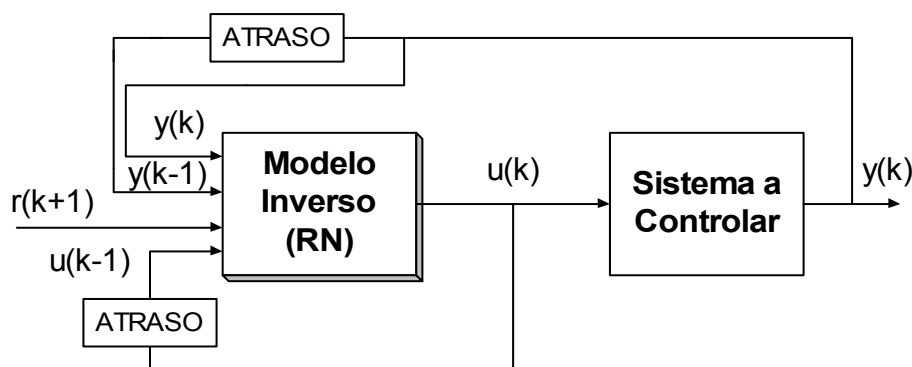 ATRASO
y(k)
y(k-1)
r(k+1)
u(k-1)
ATRASO
Modelo
Inverso
(RN)
u(k)
Sistema a
Controlar
y(k)